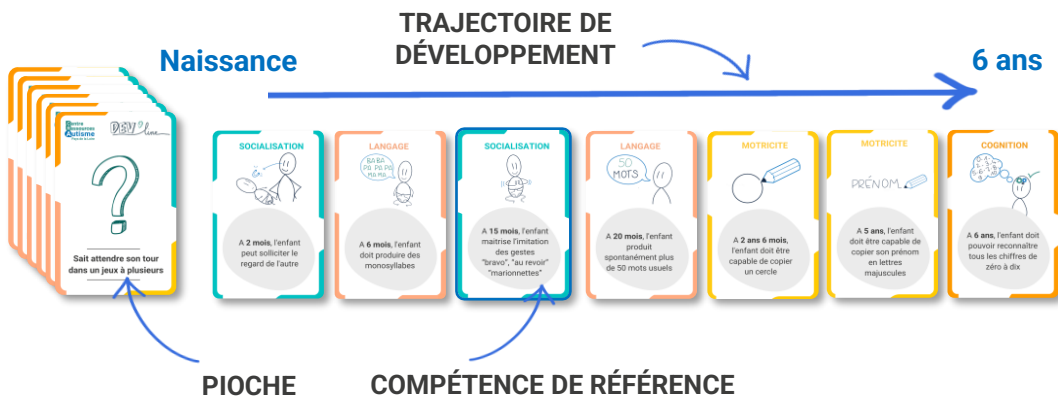 TRAJECTOIRE DE
DÉVELOPPEMENT
Naissance
6 ans
Centre
Ressources
Autisme
DEV'line
Sait attendre son tour
dans un jeux à plusieurs
SOCIALISATION
A 2 mois, l'enfant
peut solliciter le
regard de l'autre
LANGAGE
BA BA
PA PA PA
MA MA
A 6 mois, l'enfant
doit produire des
monosyllabes
SOCIALISATION
A 15 mois, l'enfant
maitrise l'imitation
des gestes
"bravo", "au revoir"
"marionnettes"
LANGAGE
50
MOTS
A 20 mois, l'enfant
produit
spontanément plus
de 50 mots usuels
MOTRICITE
A 2 ans 6 mois,
l'enfant doit être
capable de copier
un cercle
MOTRICITE
PRÉNOM
A 5 ans, l'enfant
doit être capable de
copier son prénom
en lettres
majuscules
COGNITION
A 6 ans, l'enfant doit
pouvoir reconnaître
tous les chiffres de
zéro à dix
PIOCHE
COMPÉTENCE DE RÉFÉRENCE